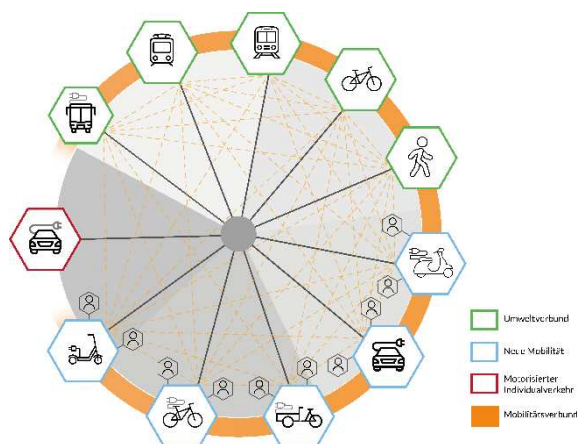 Umweltverbund
Neue Mobilität
Motorisierter
Individualverkehr
Mobilitätsverbund